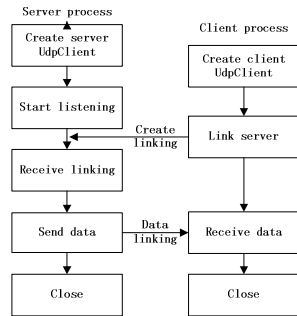 Server process
Client process
Create server
UdpClient
Create client
UdpClient
Start listening
Create
linking
Link server
Receive linking
Send data
Data
linking
Receive data
Close
Close